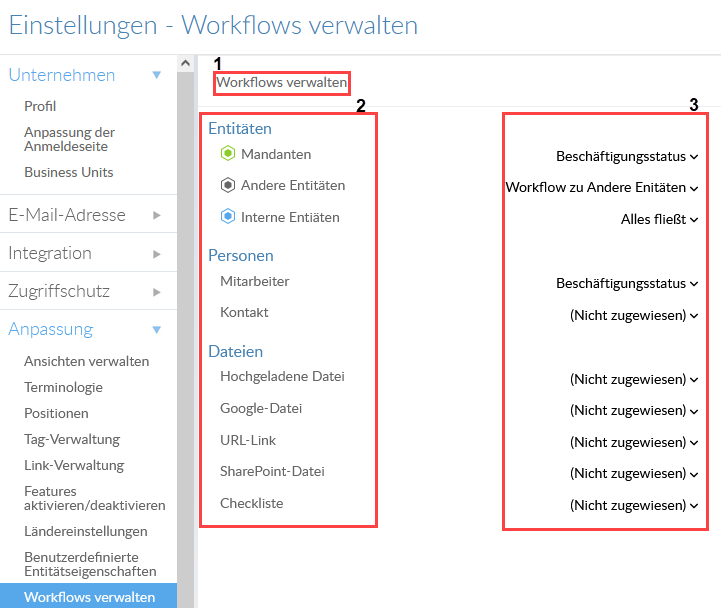 Einstellungen - Workflows verwalten
Unternehmen
Profil
Anpassung der
Anmeldeseite
Business Units
E-Mail-Adresse
Integration
Zugriffschutz
Anpassung
Ansichten verwalten
Terminologie
Positionen
Tag-Verwaltung
Link-Verwaltung
Features
aktivieren/deaktivieren
Ländereinstellungen
Benutzerdefinierte
Entitätseigenschaften
Workflows verwalten
1
Workflows verwalten
2
3
Entitäten
Mandanten
Beschäftigungsstatus
Andere Entitäten
Workflow zu Andere Enitäten
Interne Entiäten
Alles fließt
Personen
Mitarbeiter
Beschäftigungsstatus
Kontakt
(Nicht zugewiesen)
Dateien
Hochgeladene Datei
(Nicht zugewiesen)
Google-Datei
(Nicht zugewiesen)
URL-Link
(Nicht zugewiesen)
SharePoint-Datei
(Nicht zugewiesen)
Checkliste
(Nicht zugewiesen)